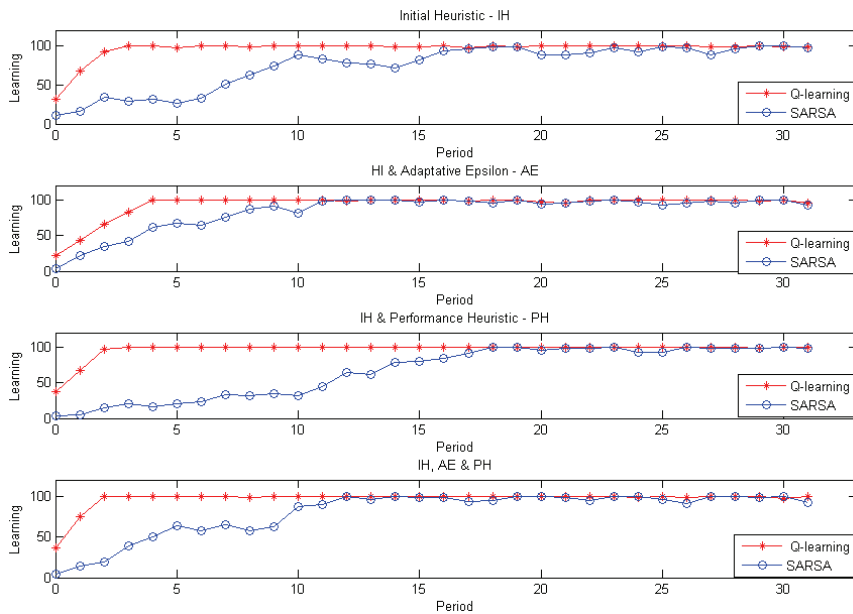 Initial Heuristic - IH
100
50
0
Learning
Q-learning
SARSA
0 5 10 15 20 25 30
Period
HI & Adaptative Epsilon - AE
100
50
0
Learning
Q-learning
SARSA
0 5 10 15 20 25 30
Period
IH & Performance Heuristic - PH
100
50
0
Learning
Q-learning
SARSA
0 5 10 15 20 25 30
Period
IH, AE & PH
100
50
0
Learning
Q-learning
SARSA
0 5 10 15 20 25 30
Period